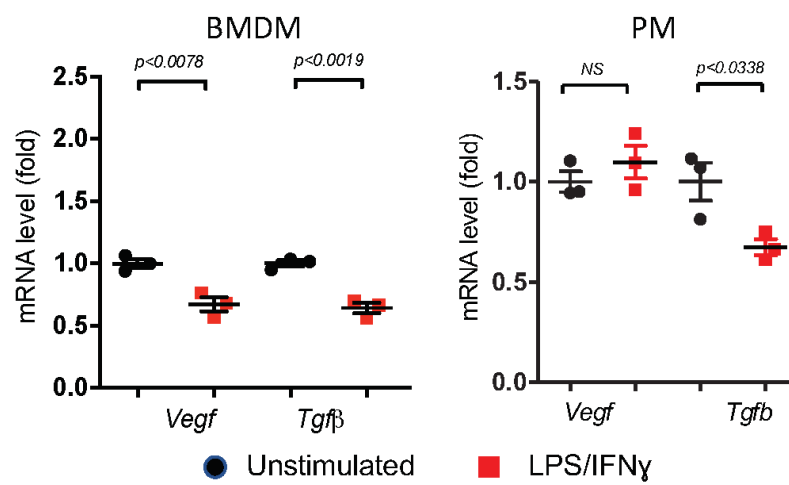 BMDM
p<0.0078
p<0.0019
mRNA level (fold)
2.5
2.0
1.5
1.0
0.5
0.0
Vegf
Tgfβ
PM
NS
p<0.0338
mRNA level (fold)
1.5
1.0
0.5
0.0
Vegf
Tgfb
Unstimulated
LPS/IFNɣ